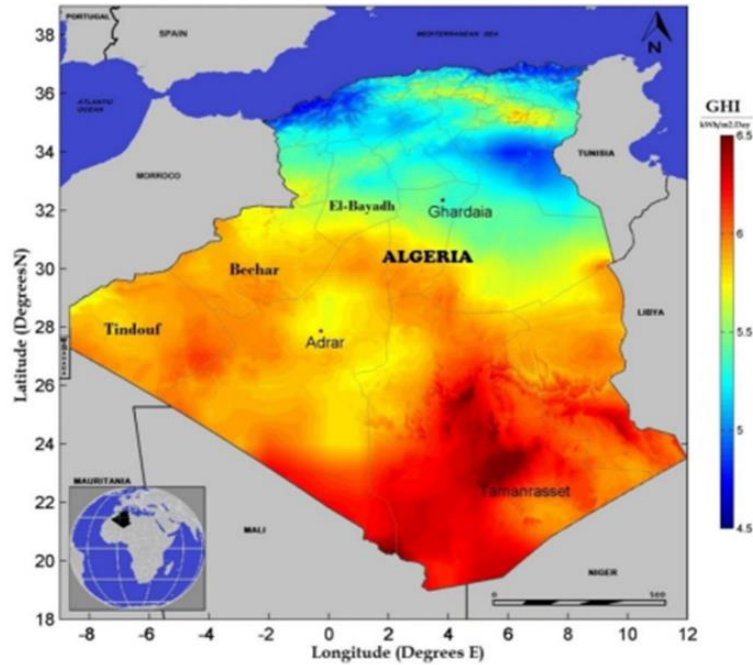 PORTUGAL
SPAIN
MEDITERRANEAN SEA
N
ATLANTIC
OCEAN
MORROCO
TUNISIA
El-Bayadh
Ghardaia
ALGERIA
Bechar
LIBYA
Tindouf
Adrar
Tamanrasset
MAURITANIA
MALI
NIGER
500
GHI
kWh/m2.Day
6.5
6
5.5
5
4.5
38
36
34
32
30
28
26
24
22
20
18
Latitude (DegreesN)
-8 -6 -4 -2 0 2 4 6 8 10 12
Longitude (Degrees E)